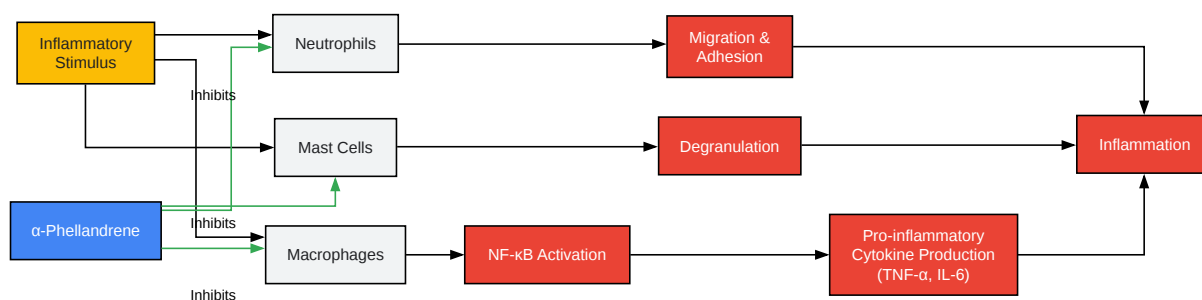 Inflammatory
Stimulus
Neutrophils
Migration &
Adhesion
Inhibits
Mast Cells
Degranulation
Inflammation
α-Phellandrene
Inhibits
Macrophages
NF-κB Activation
Pro-inflammatory
Cytokine Production
(TNF-α, IL-6)
Inhibits